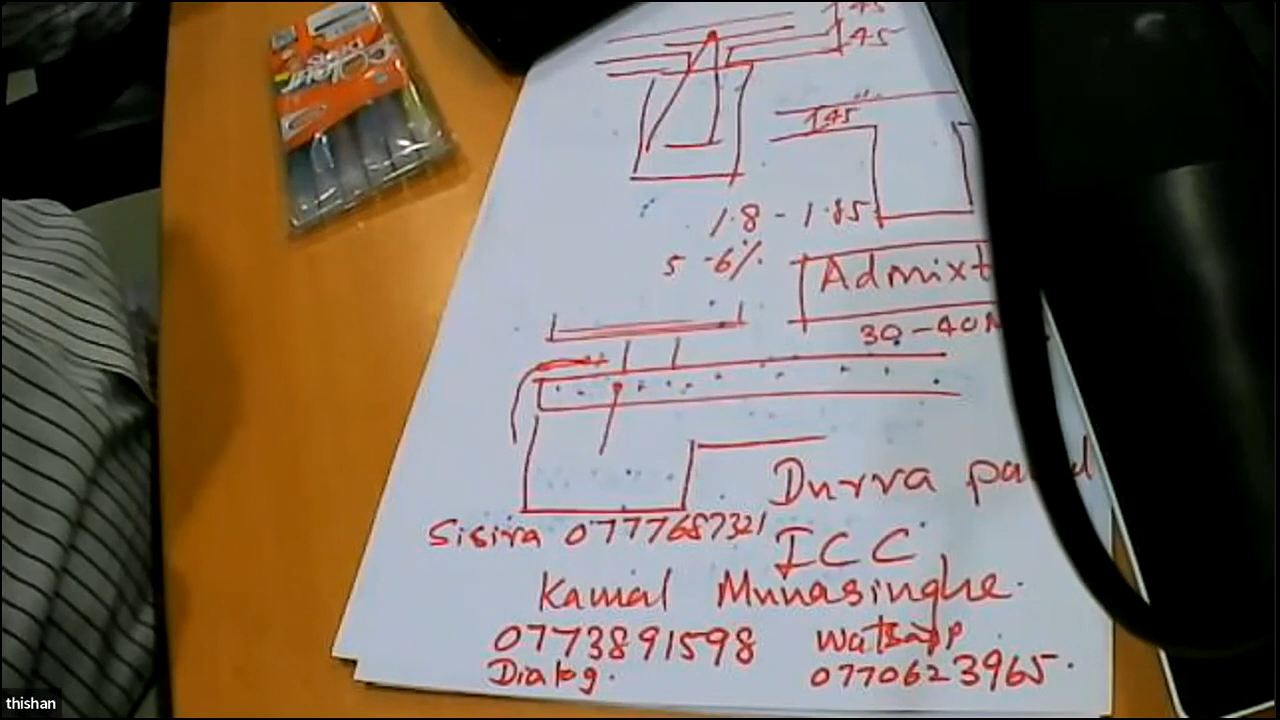 45
45
145
1.8 - 1.85
5 -6%
Admixt
30-40
Durra pa
Sisira 0777687321
ICC
Kamal Munasinghe.
0773891598 Watsapp
Dialog. 0770623965.
thishan